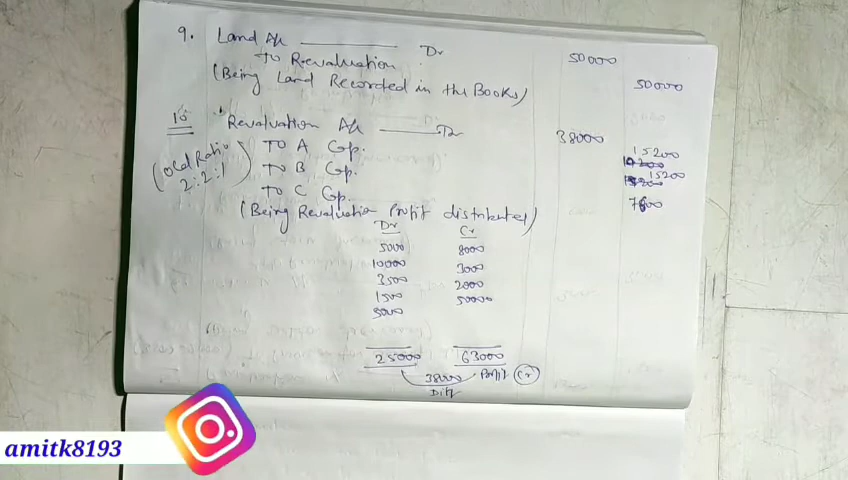 9. Land A/c ———— Dr 50000
To Revaluation 50000
(Being Land Recorded in the Books)
10. Revaluation A/c ———— Dr 38000
To A Cap. 15200
To B Cap. 15200
To C Cap. 7600
(Old Ratio
2:2:1)
(Being Revaluation Profit distributed)
Dr Cr
5000 8000
10000 3000
3500 2000
1500 50000
5000
25000 63000
38000 Profit (Cr)
Diff
amitk8193